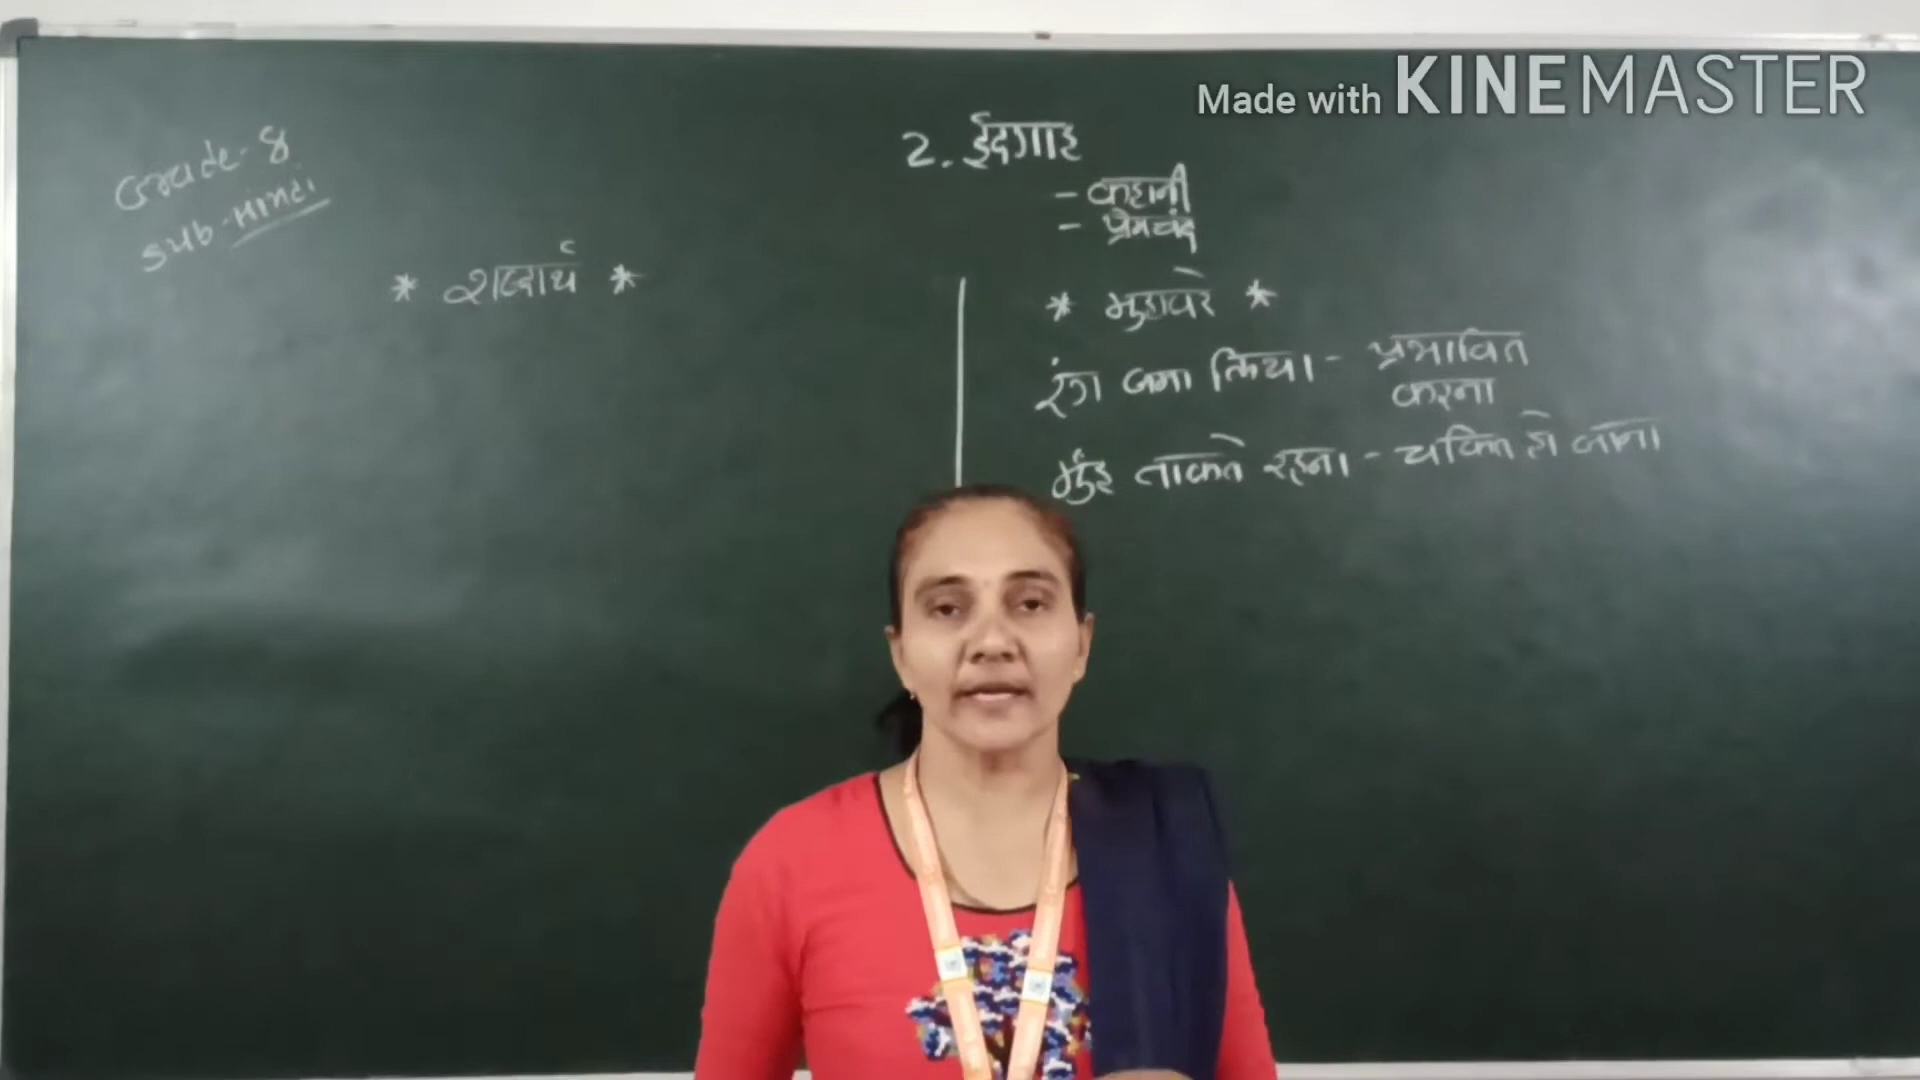 Made with KINEMASTER
Grade-8
Sub-Hindi
2. ईदगाह
- कहानी
- प्रेमचंद
* शब्दार्थ *
* मुहावरे *
रंग जमा लिया - प्रभावित
करना
मुँह ताकते रहना - चकित हो जाना